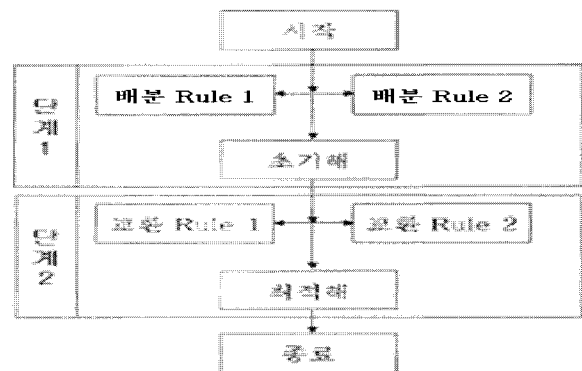 시작
단계1
배분 Rule 1
배분 Rule 2
초기해
단계2
교환 Rule 1
교환 Rule 2
최적해
종료